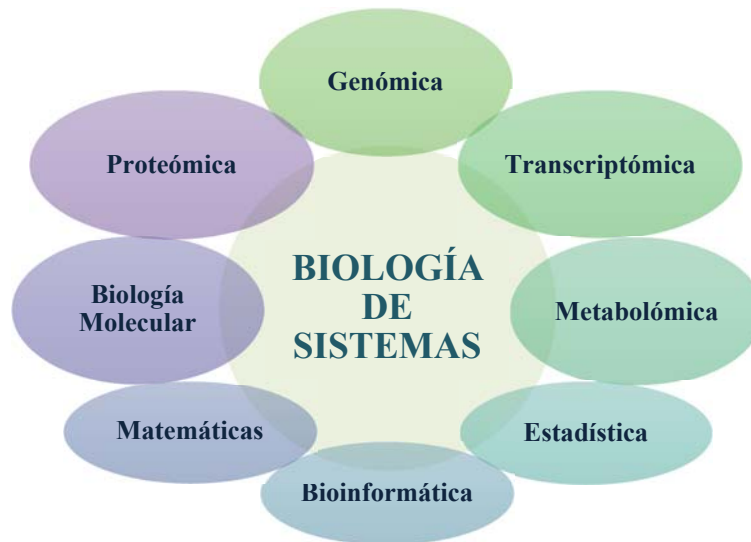 Genómica
Proteómica
Transcriptómica
BIOLOGÍA
DE
SISTEMAS
Biología
Molecular
Metabolómica
Matemáticas
Estadística
Bioinformática